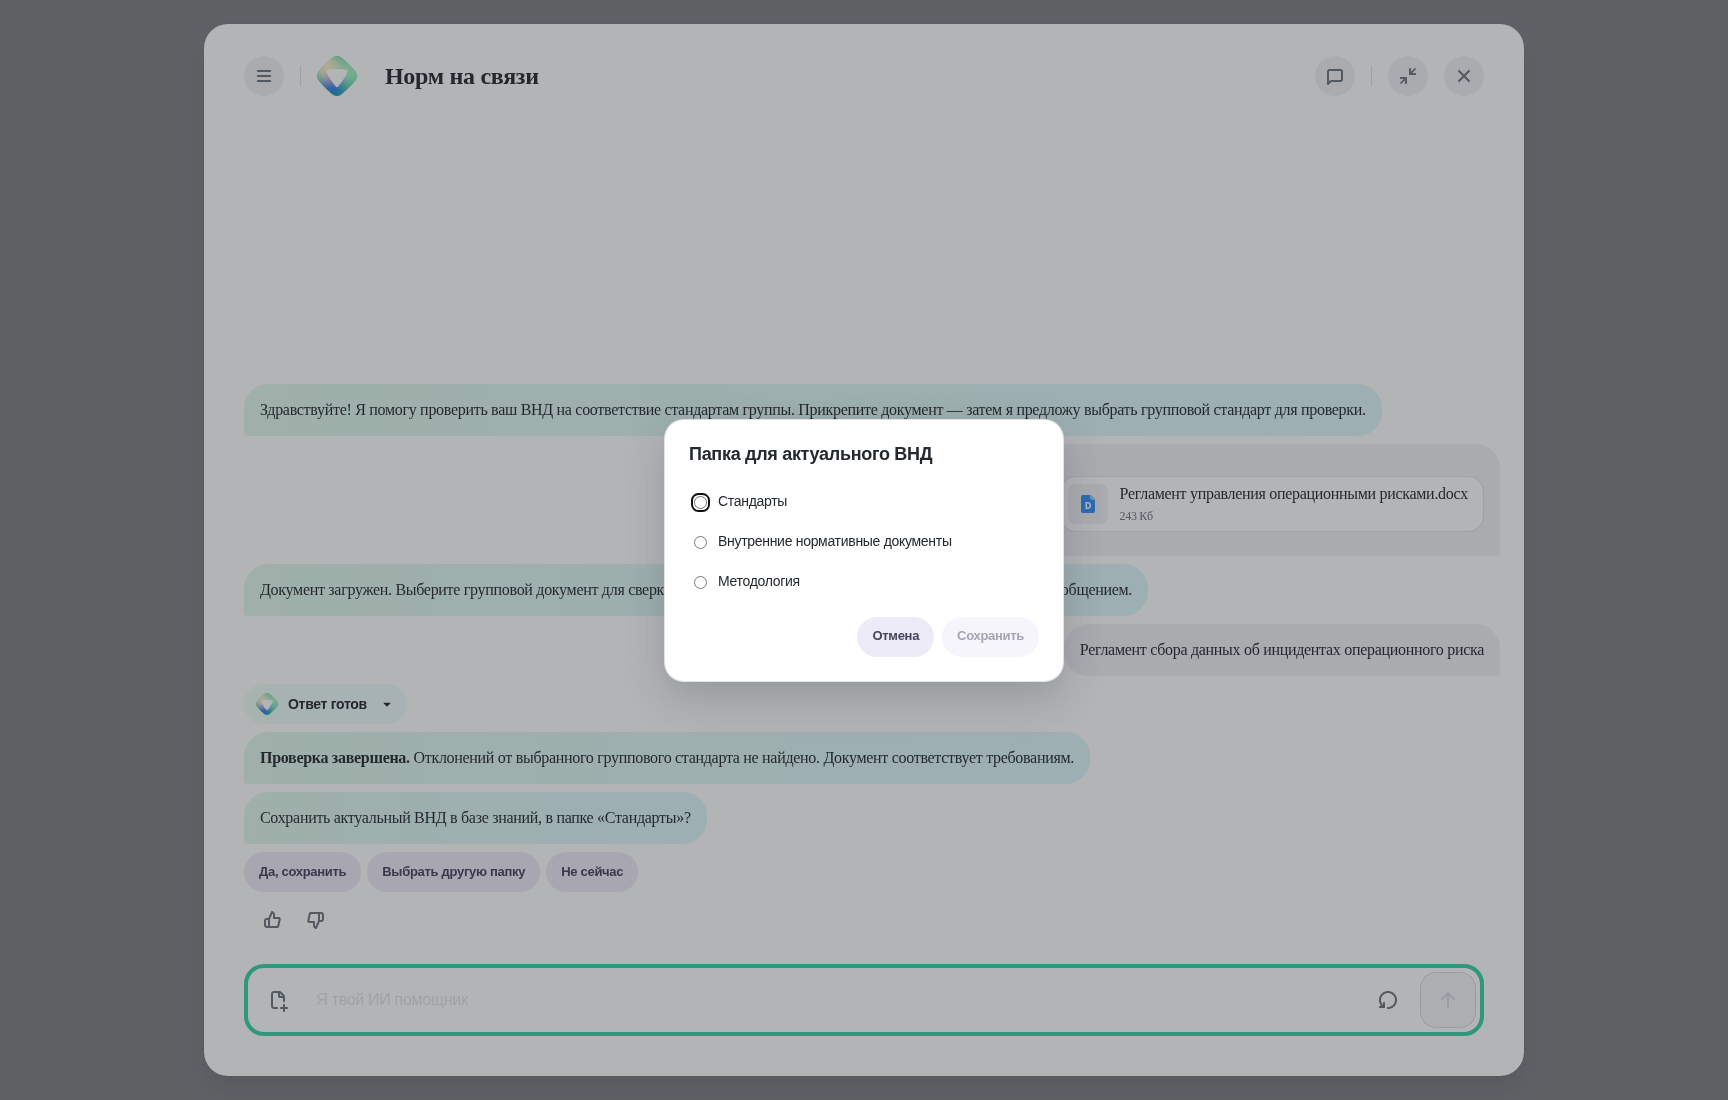 Норм на связи
Здравствуйте! Я помогу проверить ваш ВНД на соответствие стандартам группы. Прикрепите документ — затем я предложу выбрать групповой стандарт для проверки.
Регламент управления операционными рисками.docx
243 Кб
Документ загружен. Выберите групповой документ для сверк
общением.
Регламент сбора данных об инцидентах операционного риска
Папка для актуального ВНД
Стандарты
Внутренние нормативные документы
Методология
Отмена
Сохранить
Ответ готов
Проверка завершена. Отклонений от выбранного группового стандарта не найдено. Документ соответствует требованиям.
Сохранить актуальный ВНД в базе знаний, в папке «Стандарты»?
Да, сохранить
Выбрать другую папку
Не сейчас
Я твой ИИ помощник